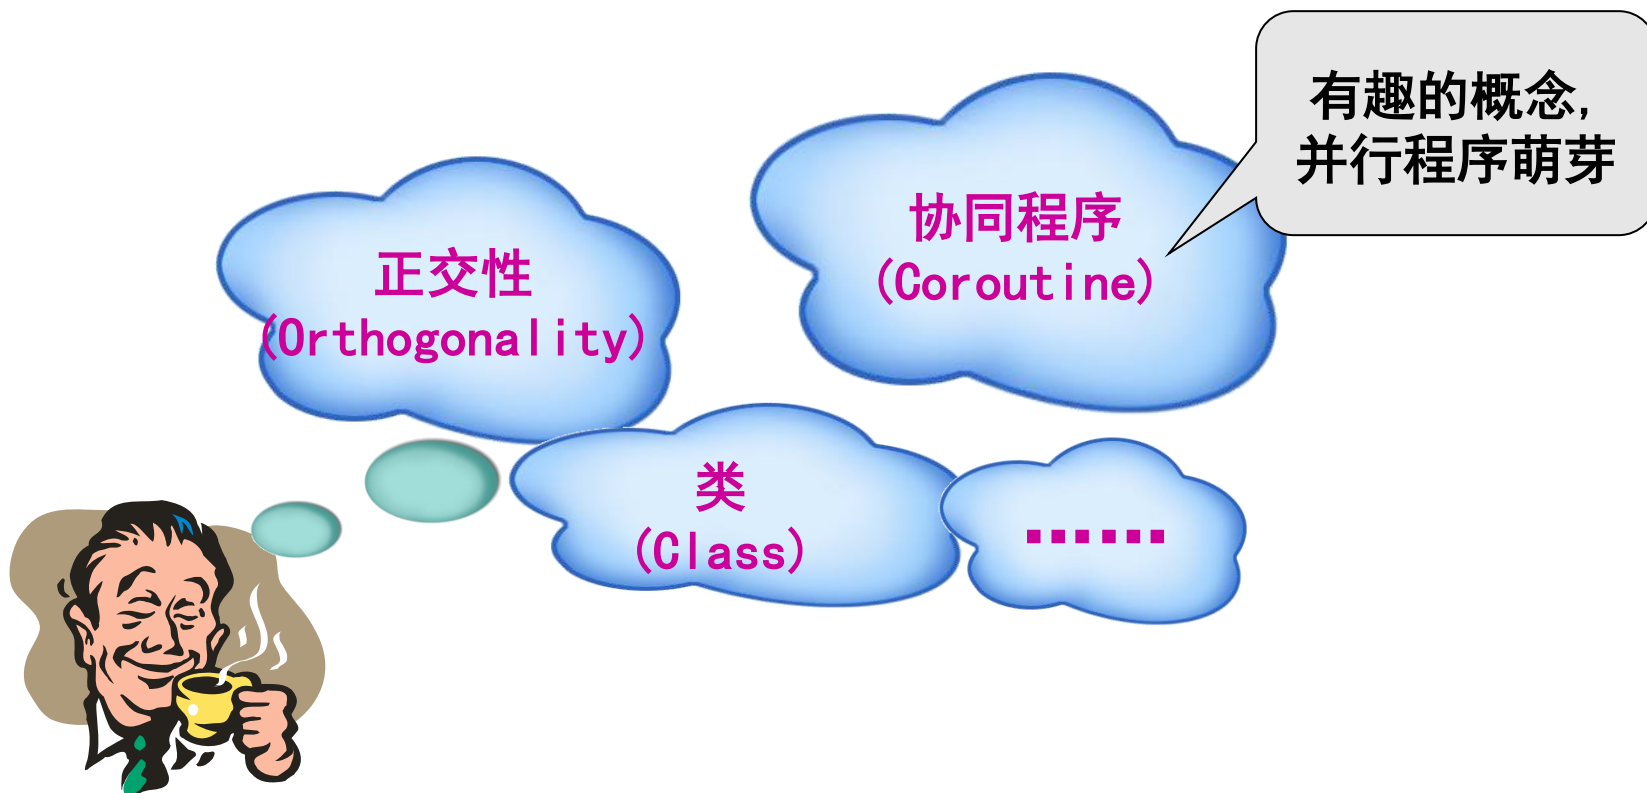 有趣的概念,
并行程序萌芽
协同程序
(Coroutine)
正交性
(Orthogonality)
类
(Class)
……